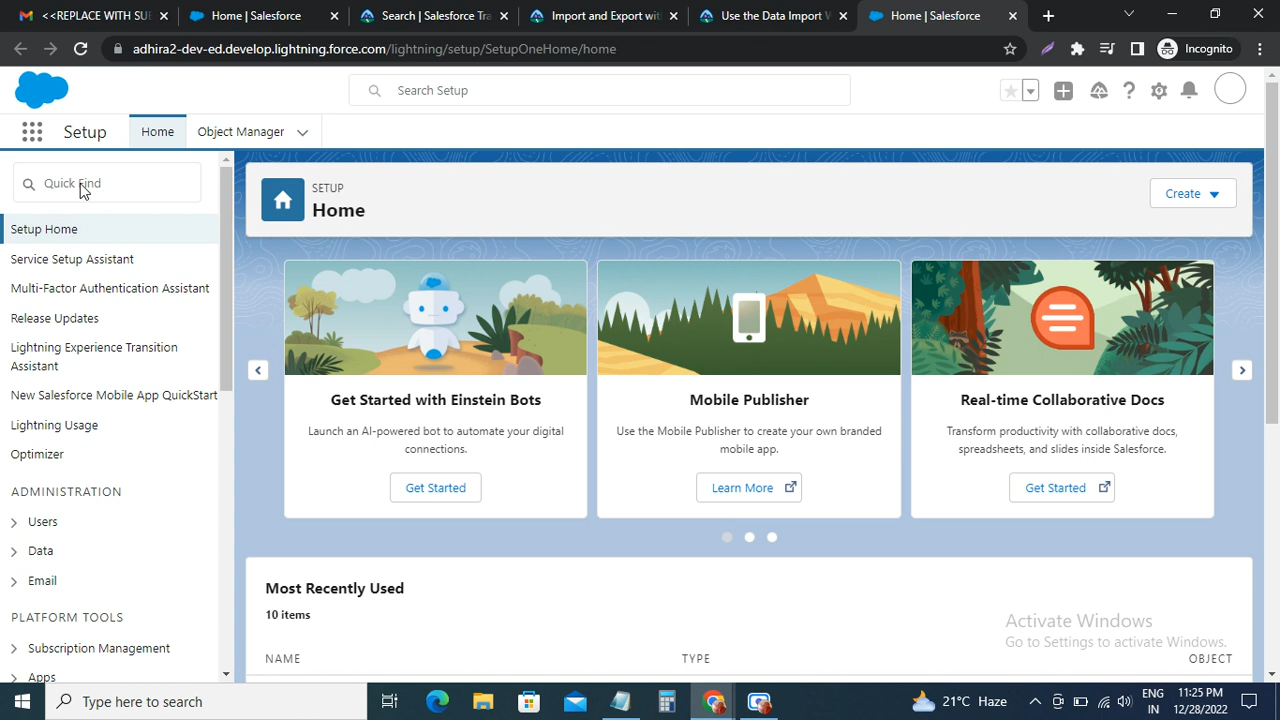 <<REPLACE WITH SU
Home | Salesforce
Search | Salesforce Tra
Import and Export with
Use the Data Import W
Home | Salesforce
adhira2-dev-ed.develop.lightning.force.com/lightning/setup/SetupOneHome/home
Incognito
Search Setup
Setup
Home
Object Manager
Quick Find
SETUP
Home
Create
Setup Home
Service Setup Assistant
Multi-Factor Authentication Assistant
Release Updates
Lightning Experience Transition
Assistant
New Salesforce Mobile App QuickStart
Lightning Usage
Optimizer
ADMINISTRATION
Users
Data
Email
PLATFORM TOOLS
Subscription Management
Apps
Get Started with Einstein Bots
Launch an AI-powered bot to automate your digital
connections.
Get Started
Mobile Publisher
Use the Mobile Publisher to create your own branded
mobile app.
Learn More
Real-time Collaborative Docs
Transform productivity with collaborative docs,
spreadsheets, and slides inside Salesforce.
Get Started
Most Recently Used
10 items
NAME
TYPE
OBJECT
Activate Windows
Go to Settings to activate Windows.
Type here to search
21°C Haze
ENG
IN
11:25 PM
12/28/2022